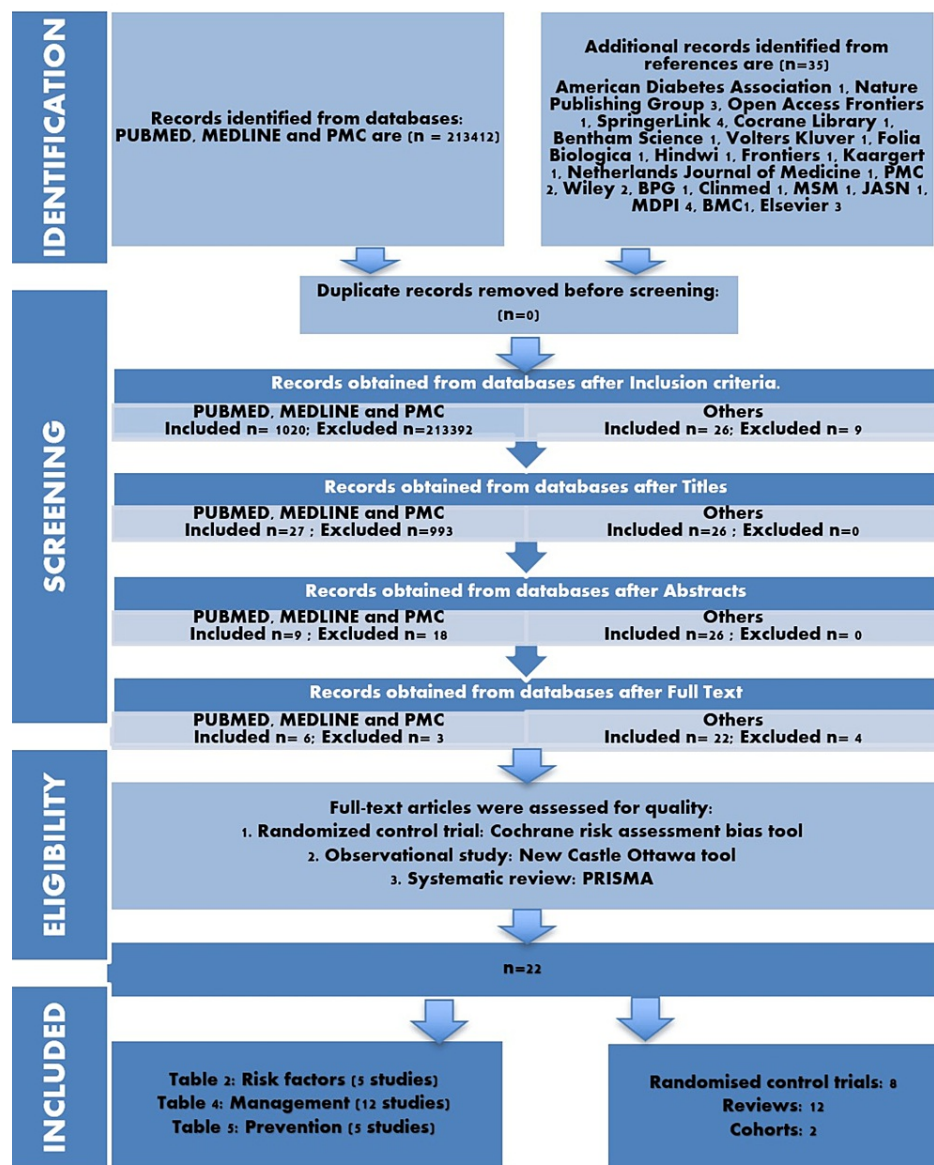 IDENTIFICATION
Records identified from databases:
PUBMED, MEDLINE and PMC are (n = 213412)
Additional records identified from
references are (n=35)
American Diabetes Association 1, Nature
Publishing Group 3, Open Access Frontiers
1, SpringerLink 4, Cocrane Library 1,
Bentham Science 1, Volters Kluver 1, Folia
Biologica 1, Hindwi 1, Frontiers 1, Kaargert
1, Netherlands Journal of Medicine 1, PMC
2, Wiley 2, BPG 1, Clinmed 1, MSM 1, JASN 1,
MDPI 4, BMC1, Elsevier 3
SCREENING
Duplicate records removed before screening:
(n=0)
Records obtained from databases after Inclusion criteria.
PUBMED, MEDLINE and PMC
Included n= 1020; Excluded n=213392
Others
Included n= 26; Excluded n= 9
Records obtained from databases after Titles
PUBMED, MEDLINE and PMC
Included n=27 ; Excluded n=993
Others
Included n=26 ; Excluded n=0
Records obtained from databases after Abstracts
PUBMED, MEDLINE and PMC
Included n=9 ; Excluded n= 18
Others
Included n=26 ; Excluded n= 0
Records obtained from databases after Full Text
PUBMED, MEDLINE and PMC
Included n= 6; Excluded n= 3
Others
Included n= 22; Excluded n= 4
ELIGIBILITY
Full-text articles were assessed for quality:
1. Randomized control trial: Cochrane risk assessment bias tool
2. Observational study: New Castle Ottawa tool
3. Systematic review: PRISMA
n=22
INCLUDED
Table 2: Risk factors (5 studies)
Table 4: Management (12 studies)
Table 5: Prevention (5 studies)
Randomised control trials: 8
Reviews: 12
Cohorts: 2